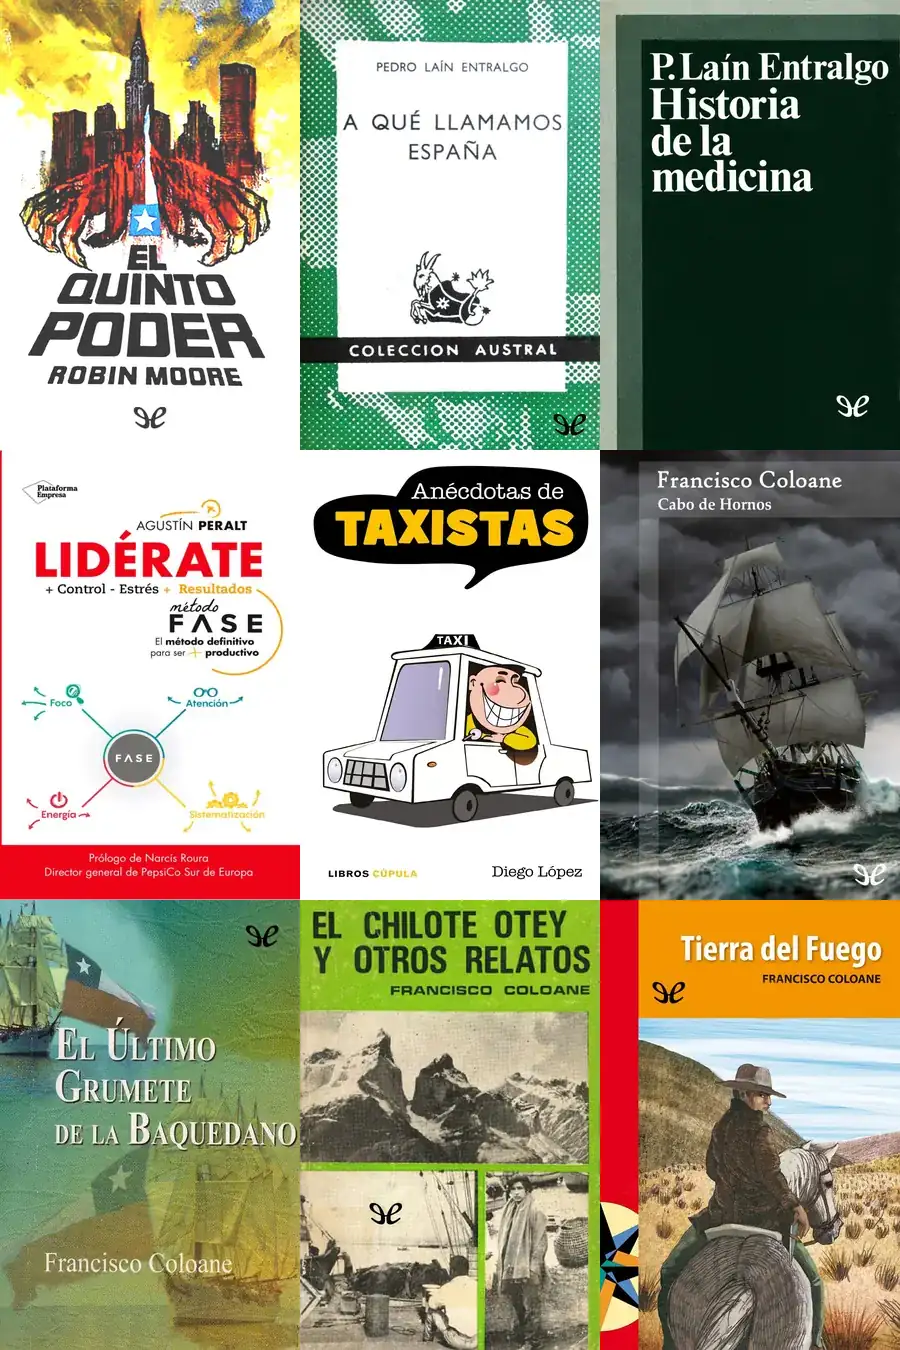 EL
QUINTO
PODER
ROBIN MOORE
PEDRO LAÍN ENTRALGO
A QUÉ LLAMAMOS
ESPAÑA
COLECCION AUSTRAL
P. Laín Entralgo
Historia
de la
medicina
Plataforma
Empresa
AGUSTÍN PERALT
LIDÉRATE
+ Control - Estrés + Resultados
método
FASE
El método definitivo
para ser + productivo
Foco
Atención
FASE
Energía
Sistematización
Prólogo de Narcís Roura
Director general de PepsiCo Sur de Europa
Anécdotas de
TAXISTAS
TAXI
LIBROS CÚPULA
Diego López
Francisco Coloane
Cabo de Hornos
EL ÚLTIMO
GRUMETE
DE LA BAQUEDANO
Francisco Coloane
EL CHILOTE OTEY
Y OTROS RELATOS
FRANCISCO COLOANE
Tierra del Fuego
FRANCISCO COLOANE